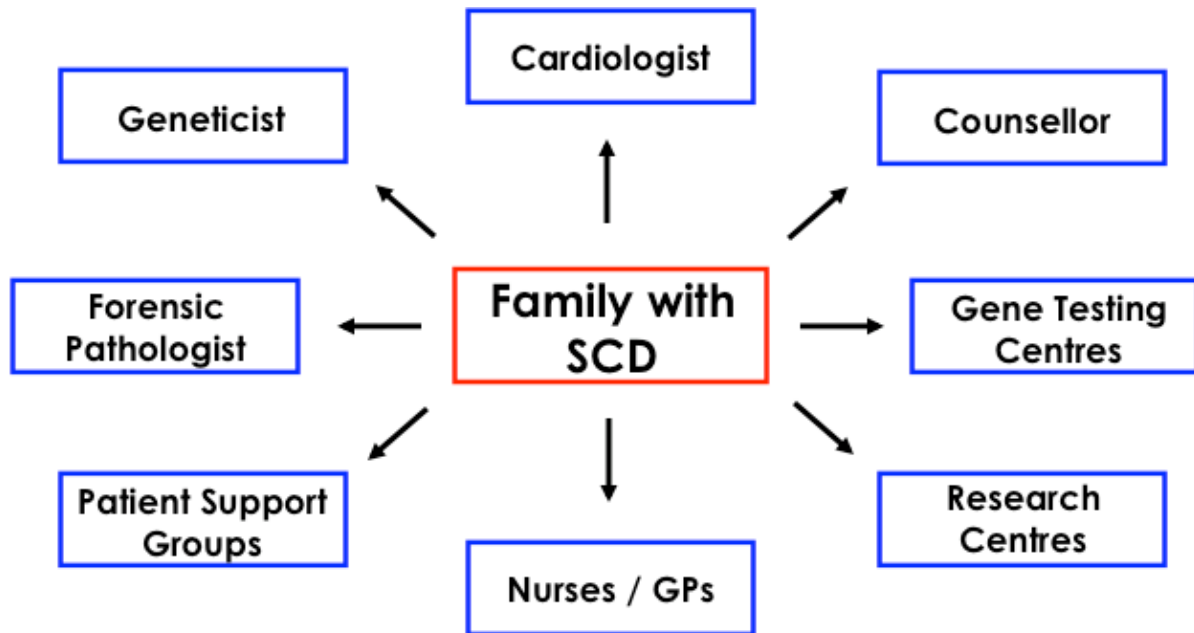 Cardiologist
Geneticist
Counsellor
Family with
SCD
Forensic
Pathologist
Gene Testing
Centres
Patient Support
Groups
Research
Centres
Nurses / GPs